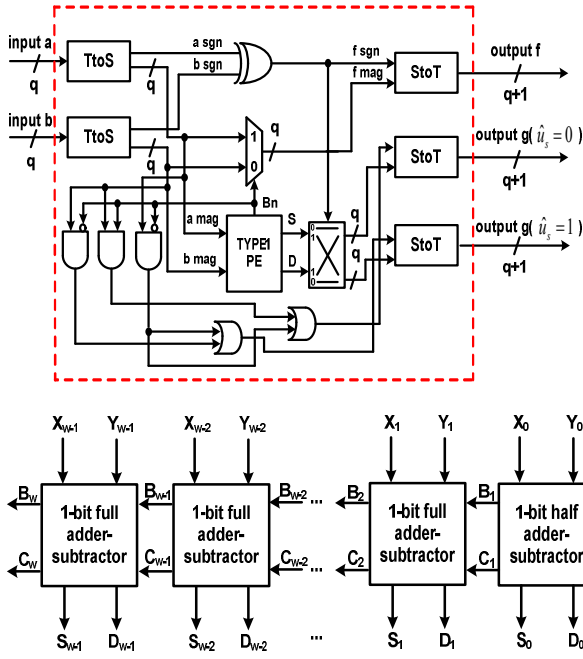 input a
q
TtoS
a sgn
b sgn
q
f sgn
f mag
StoT
output f
q+1
input b
q
TtoS
q
1
0
q
StoT
output g( û_s=0)
q+1
Bn
a mag
b mag
TYPE1
PE
S
D
0
1
1
0
q
q
StoT
output g( û_s=1)
q+1
X_w-1 Y_w-1 X_w-2 Y_w-2 X_1 Y_1 X_0 Y_0
B_w B_w-1 B_w-2 ... B_2 B_1
1-bit full
adder-
subtractor
1-bit full
adder-
subtractor
1-bit full
adder-
subtractor
1-bit half
adder-
subtractor
C_w C_w-1 C_w-2 ... C_2 C_1
S_w-1 D_w-1 S_w-2 D_w-2 ... S_1 D_1 S_0 D_0